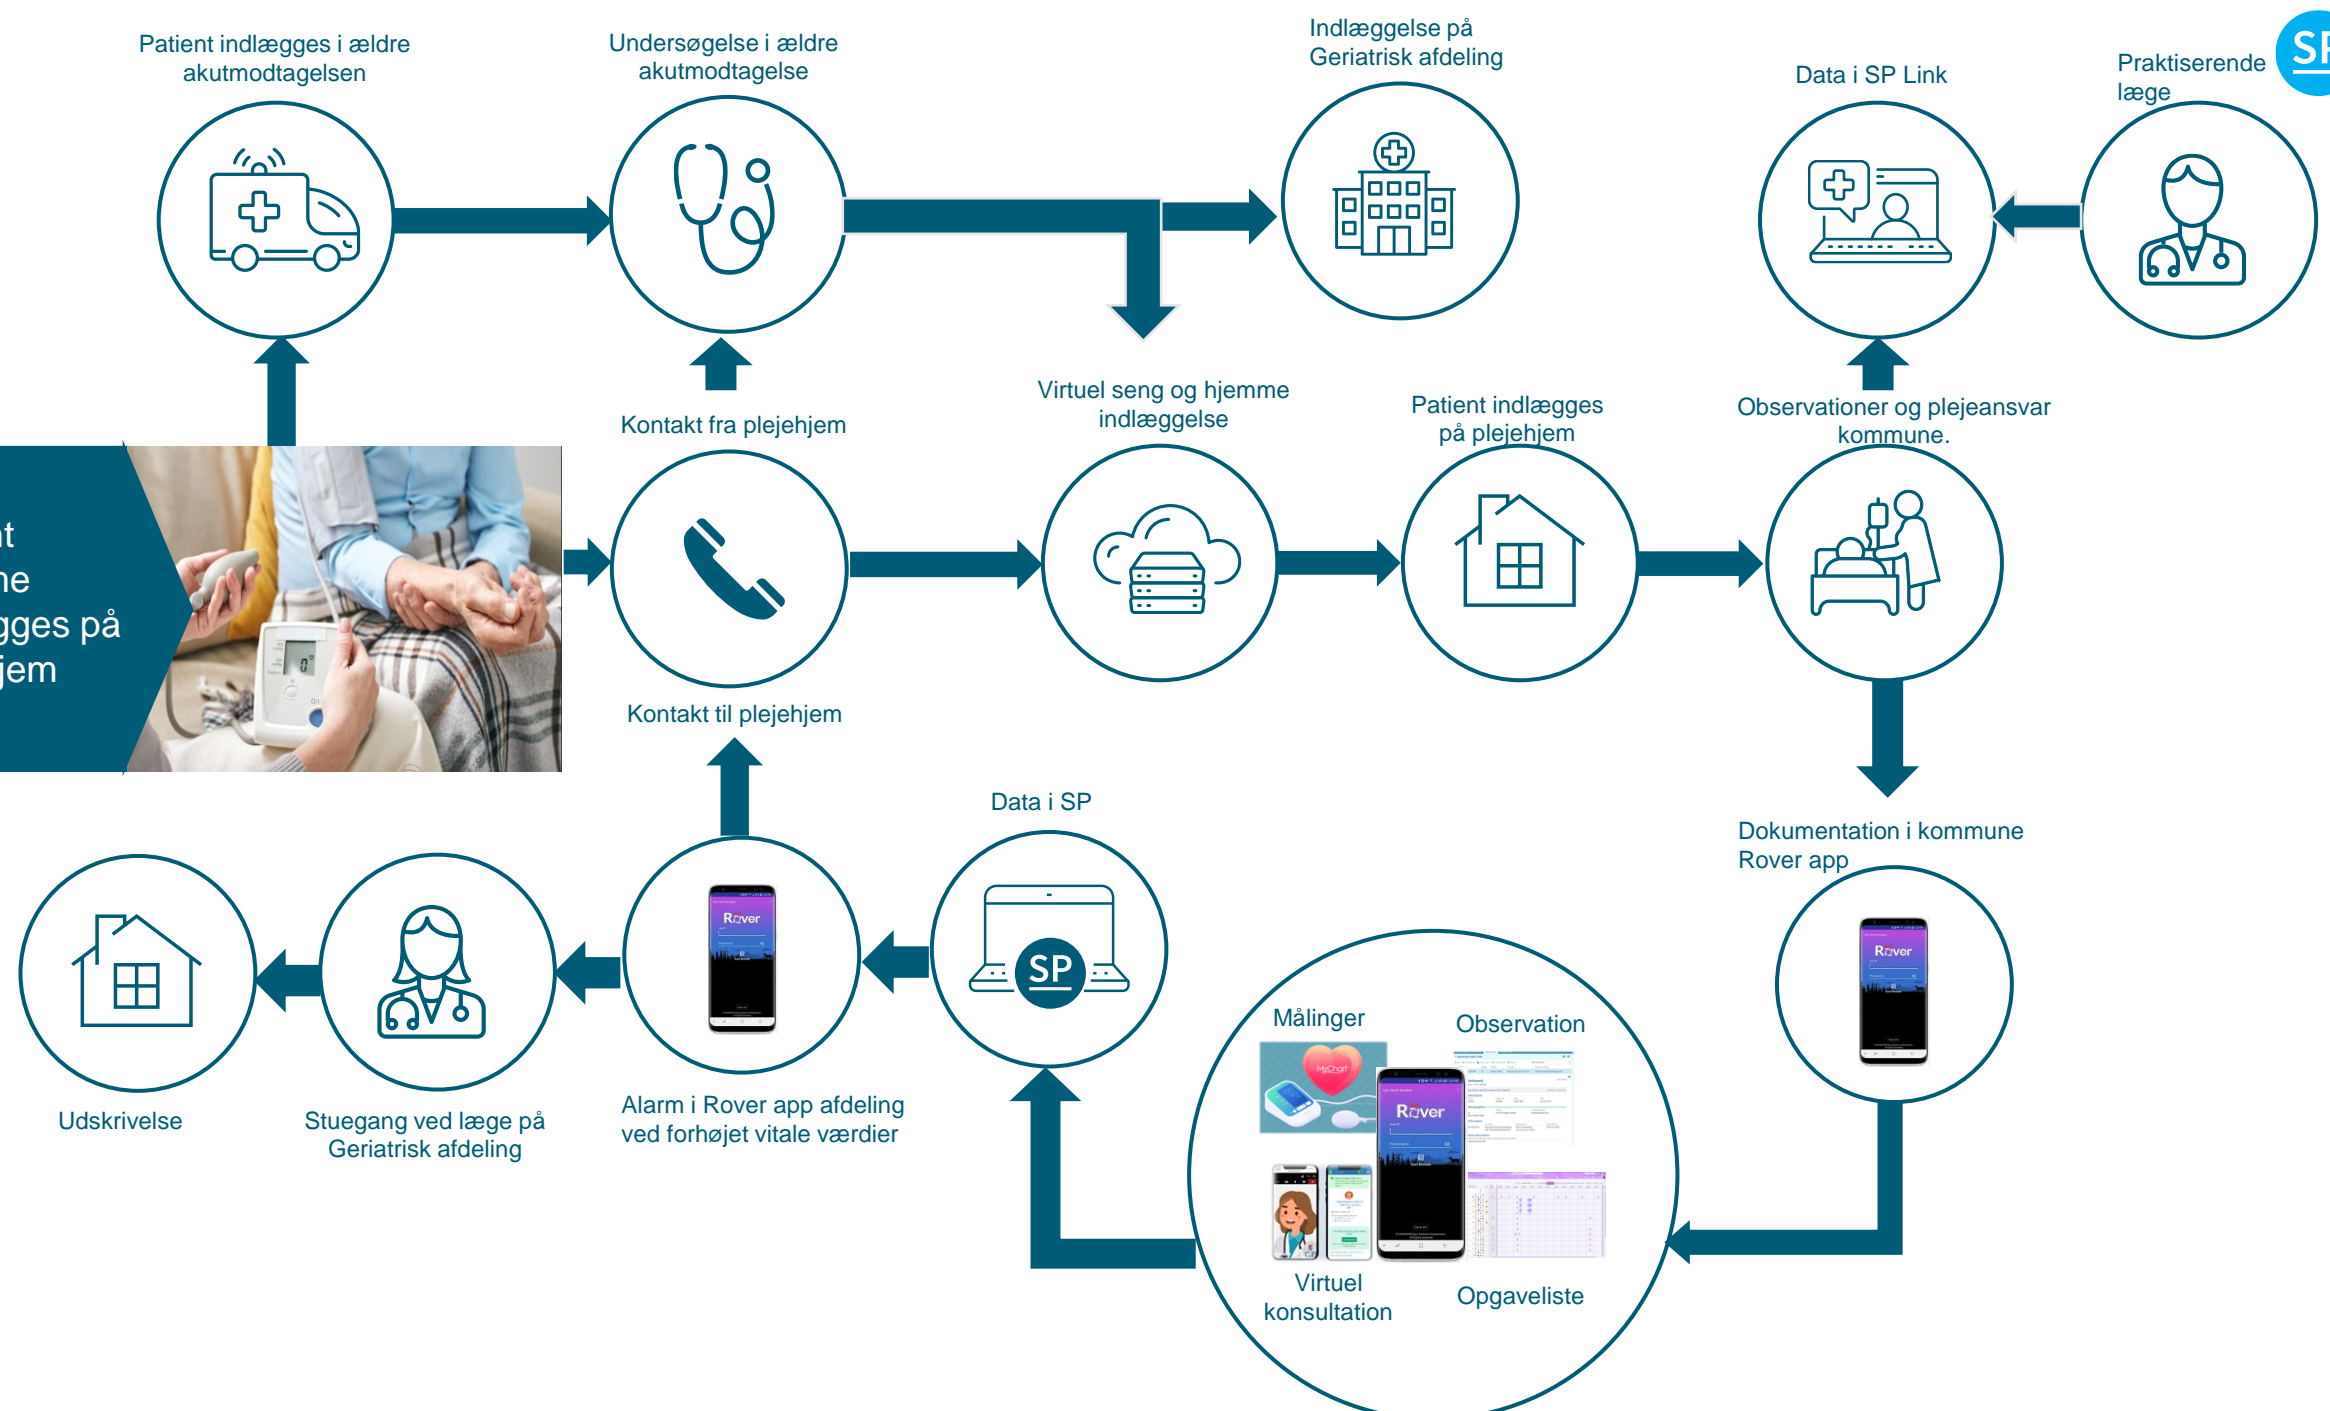 Patient indlægges i ældre
akutmodtagelsen
Undersøgelse i ældre
akutmodtagelse
Indlæggelse på
Geriatrisk afdeling
Data i SP Link
Praktiserende
læge
Kontakt fra plejehjem
Virtuel seng og hjemme
indlæggelse
Patient indlægges
på plejehjem
Observationer og plejeansvar
kommune.
på
Kontakt til plejehjem
Data i SP
SP
Dokumentation i kommune
Rover app
Rover
Rover
Udskrivelse
Stuegang ved læge på
Geriatrisk afdeling
Alarm i Rover app afdeling
ved forhøjet vitale værdier
Målinger
Observation
MyChart
Rover
Virtuel
konsultation
Opgaveliste